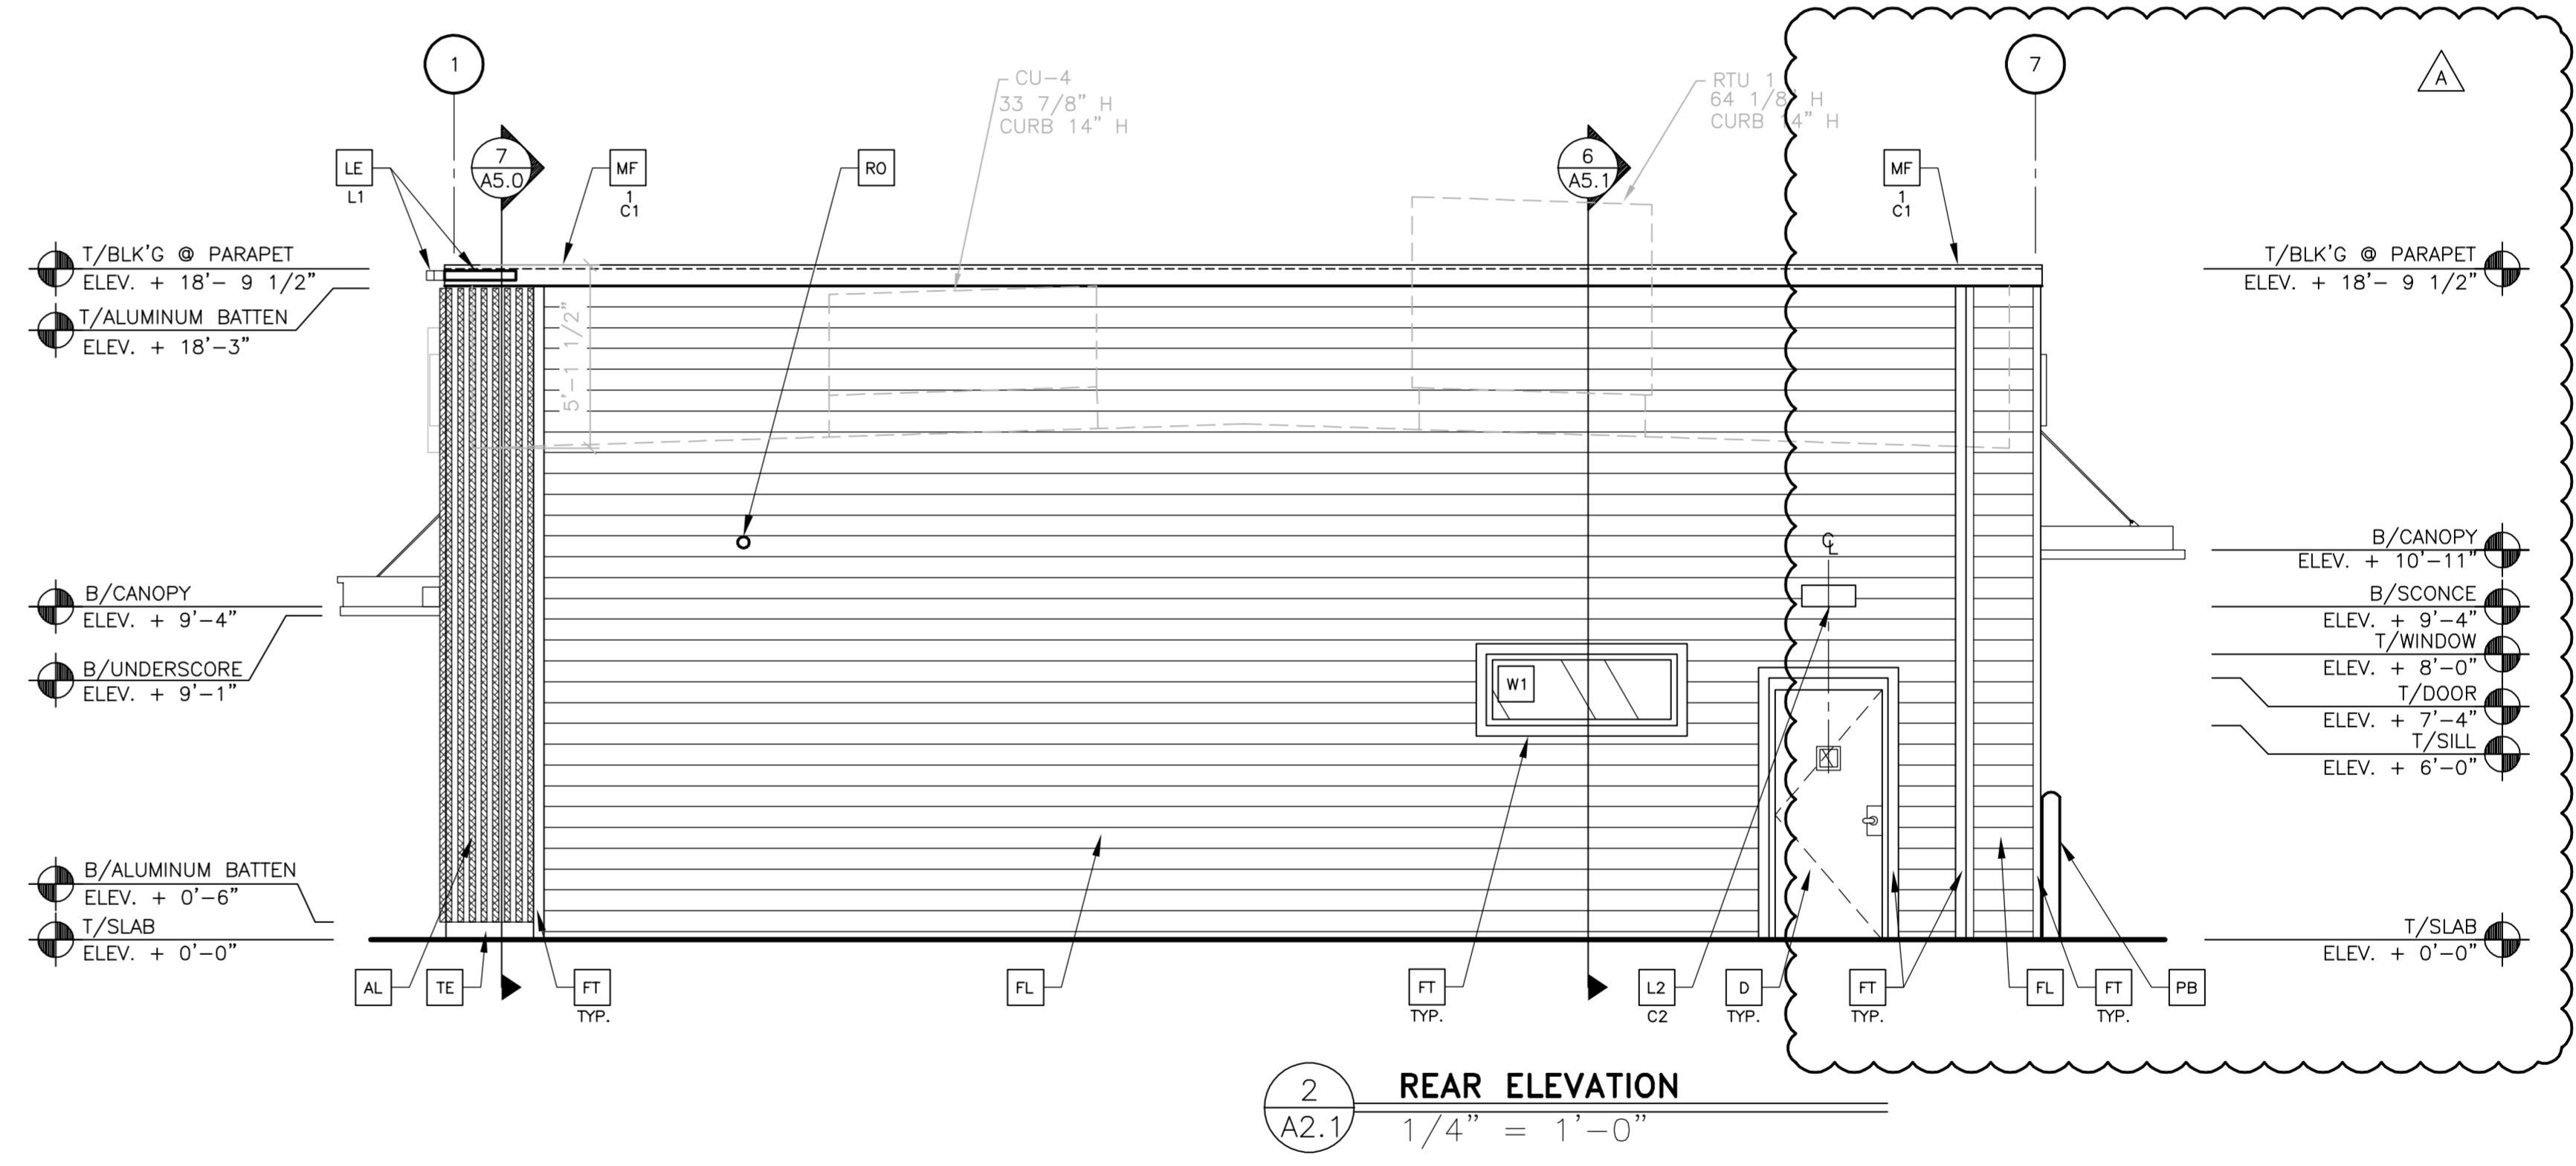 1
7
A
CU-4
33 7/8" H
CURB 14" H
RTU 1
64 1/8" H
CURB 14" H
LE
L1
7
A5.0
MF
1
C1
RO
6
A5.1
MF
1
C1
T/BLK'G @ PARAPET
ELEV. + 18'- 9 1/2"
T/ALUMINUM BATTEN
ELEV. + 18'-3"
T/BLK'G @ PARAPET
ELEV. + 18'- 9 1/2"
5'-1 1/2"
B/CANOPY
ELEV. + 9'-4"
B/UNDERSCORE
ELEV. + 9'-1"
CL
B/CANOPY
ELEV. + 10'-11"
B/SCONCE
ELEV. + 9'-4"
T/WINDOW
ELEV. + 8'-0"
T/DOOR
ELEV. + 7'-4"
T/SILL
ELEV. + 6'-0"
W1
B/ALUMINUM BATTEN
ELEV. + 0'-6"
T/SLAB
ELEV. + 0'-0"
T/SLAB
ELEV. + 0'-0"
AL
TE
FT
TYP.
FL
FT
TYP.
L2
C2
D
TYP.
FT
TYP.
FL
FT
TYP.
PB
2
A2.1
REAR ELEVATION
1/4" = 1'-0"